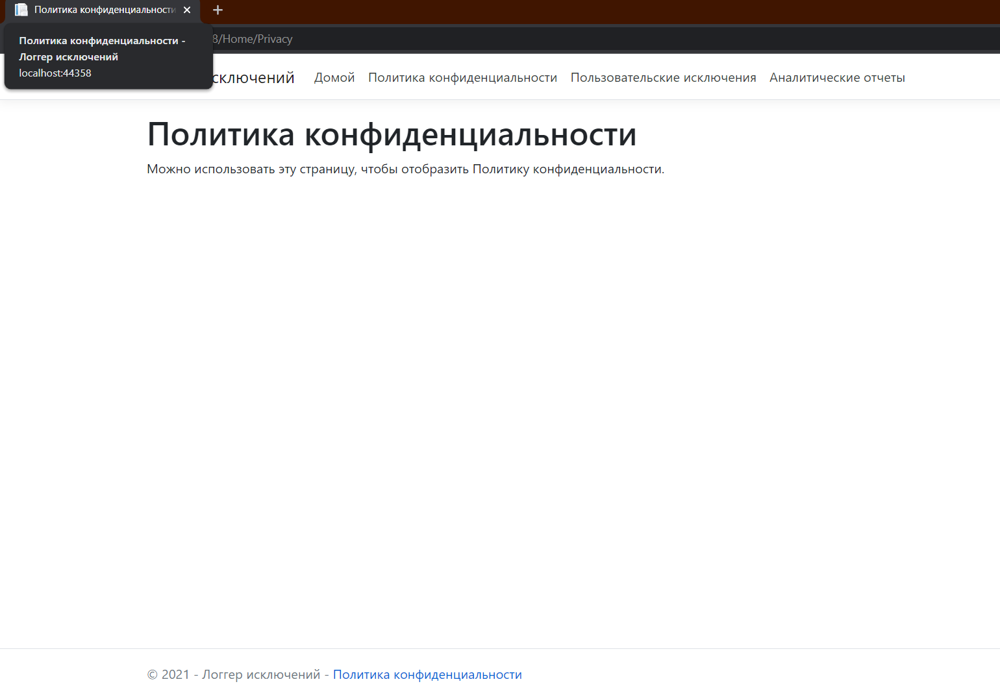 Политика конфиденциальности
Политика конфиденциальности -
Логгер исключений
localhost:44358
8/Home/Privacy
сключений Домой Политика конфиденциальности Пользовательские исключения Аналитические отчеты
Политика конфиденциальности
Можно использовать эту страницу, чтобы отобразить Политику конфиденциальности.
© 2021 - Логгер исключений - Политика конфиденциальности